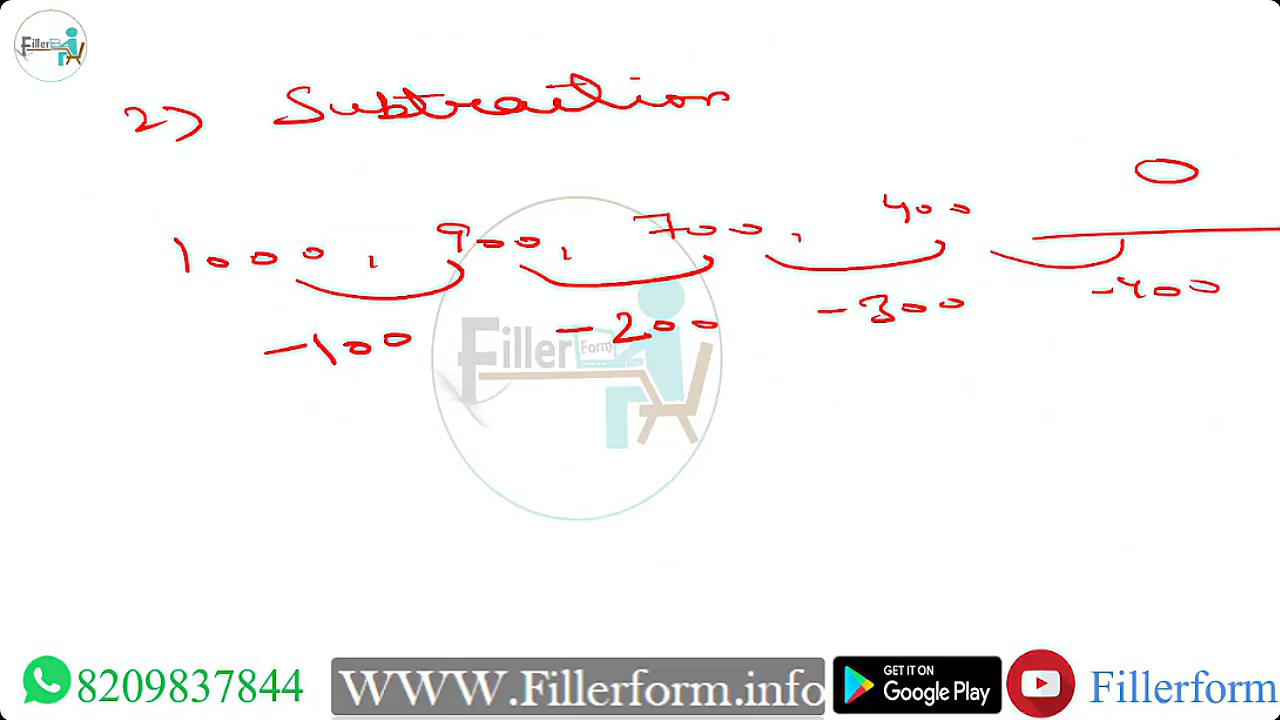 Filler
2) Subtraction
0
1000, 900, 700, 400
-100 -200 -300 -400
Filler Form
8209837844 WWW.Fillerform.info GET IT ON Google Play Fillerform